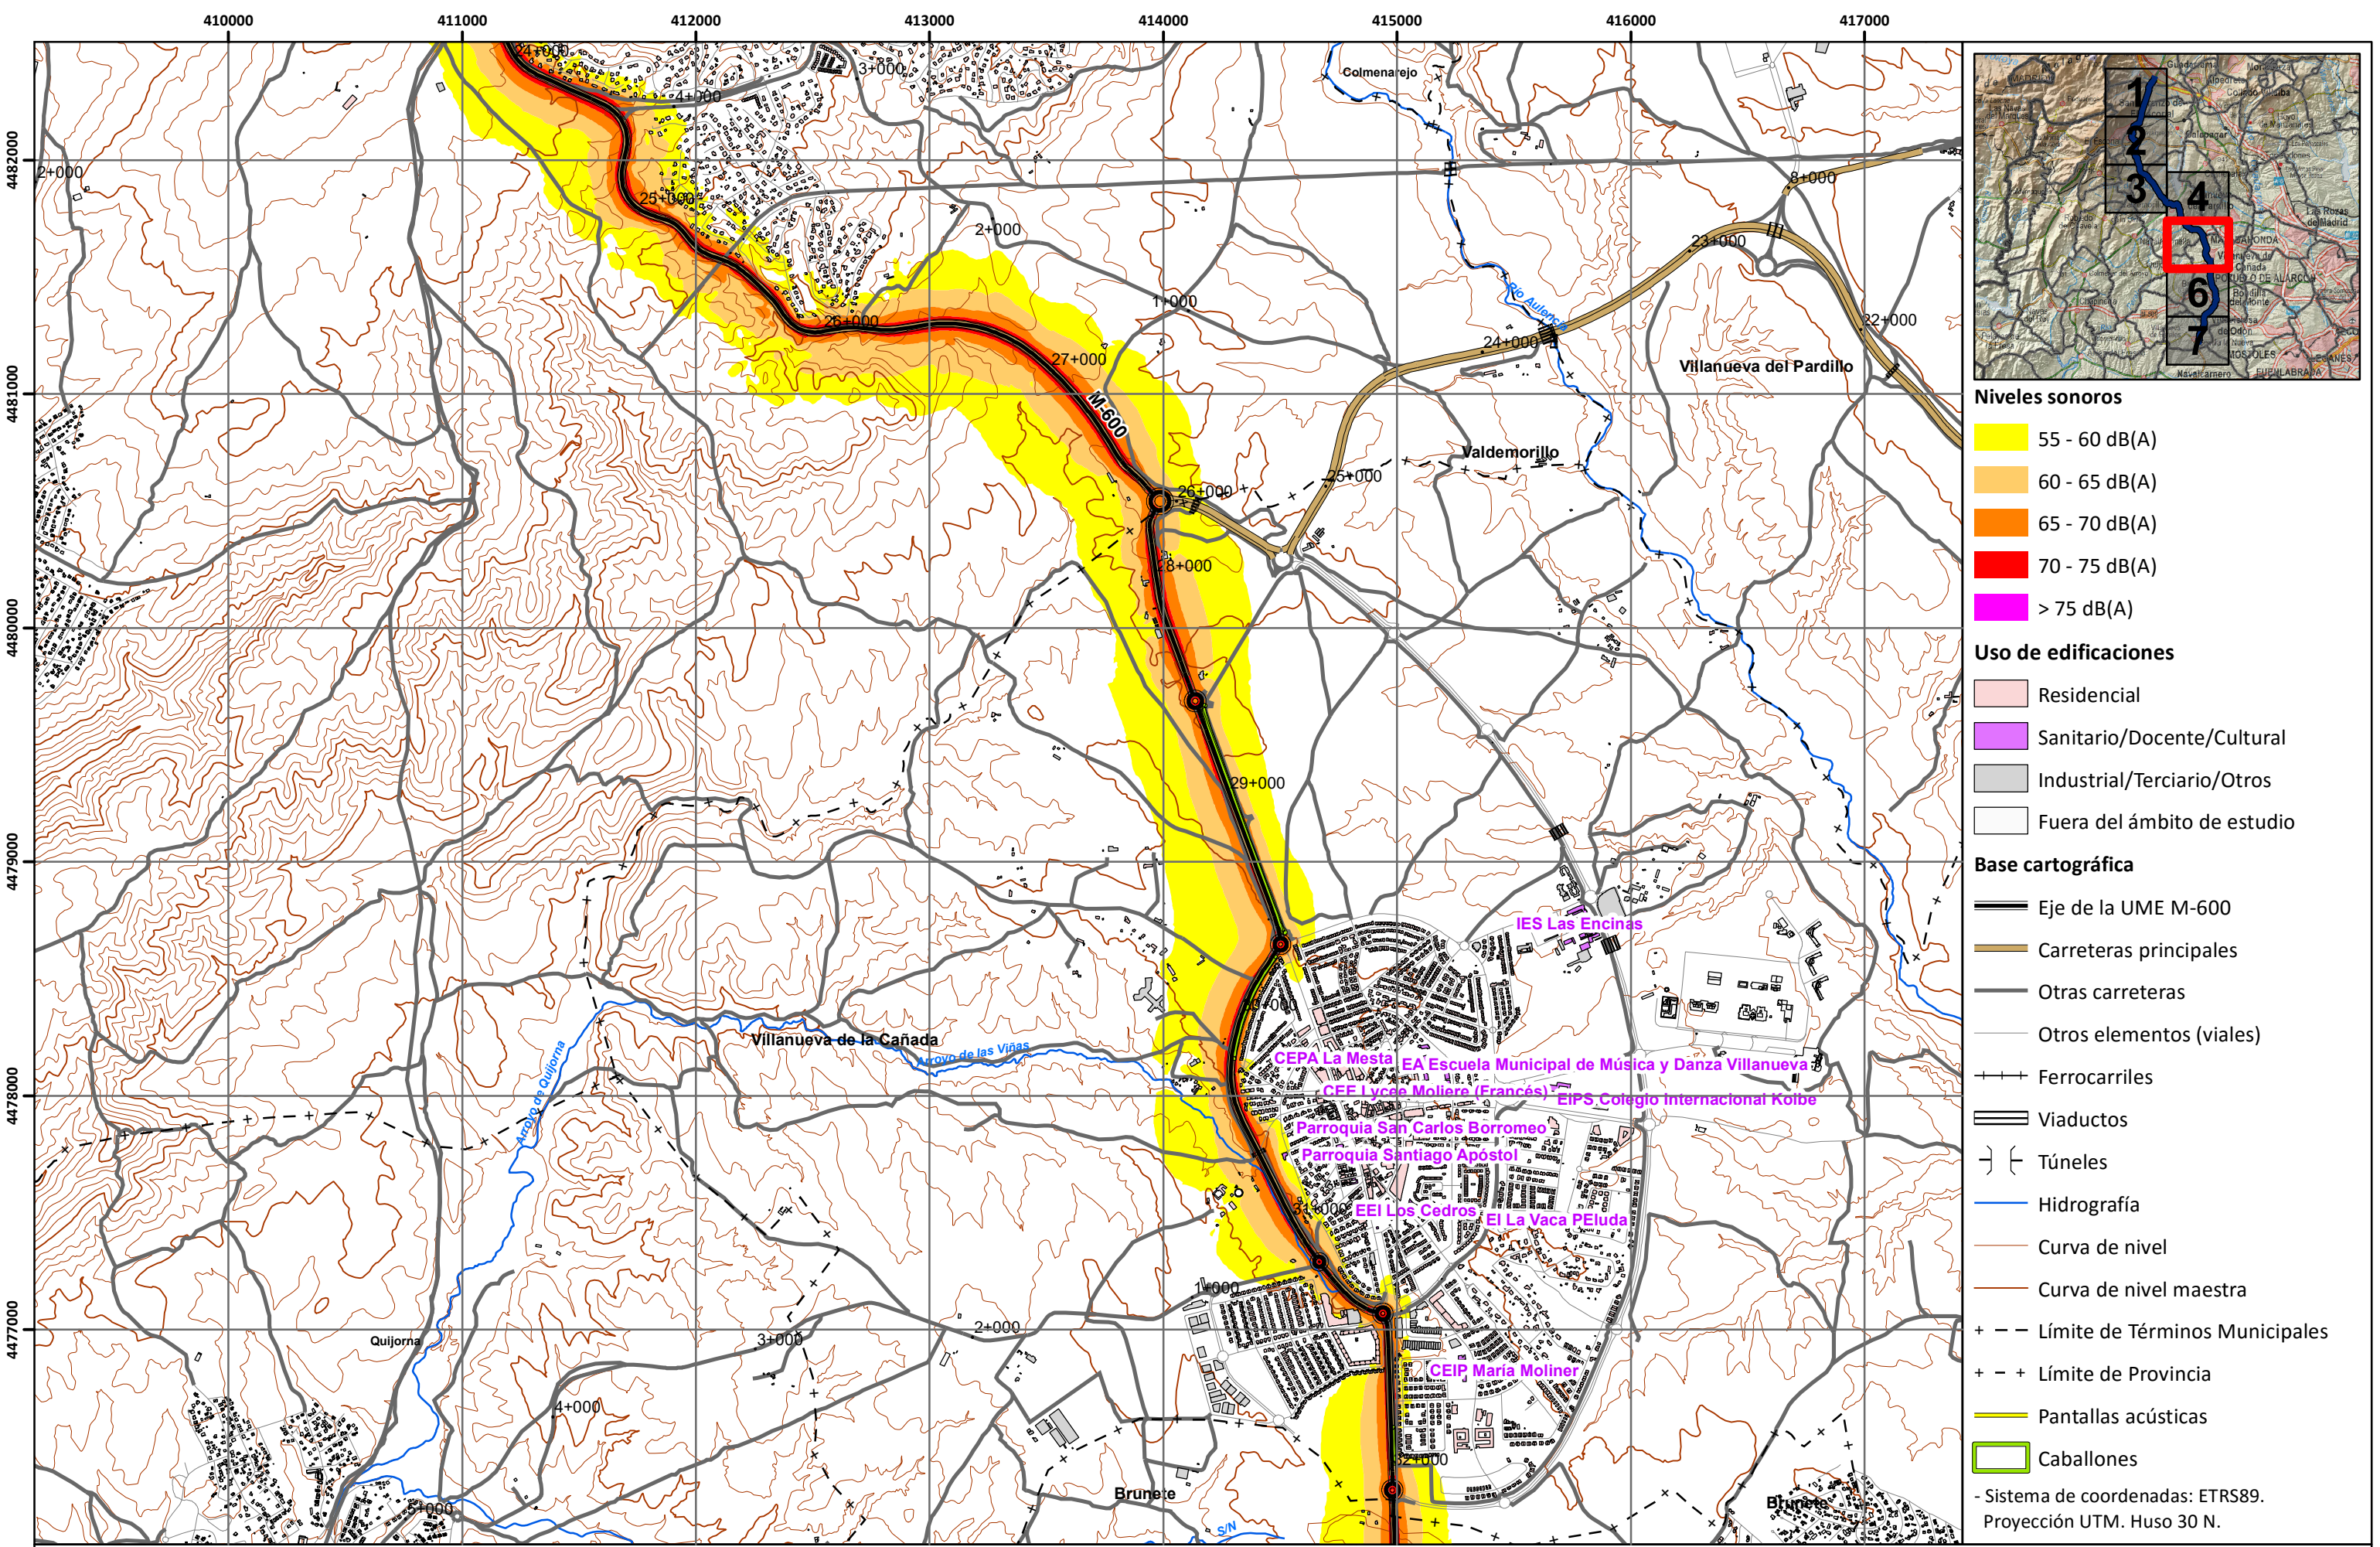 410000 411000 412000 413000 414000 415000 416000 417000
4482000
4481000
4480000
4479000
4478000
4477000
24+000
3+000
4+000
Colmenarejo
2+000
8+000
25+000
2+000
23+000
1+000
Río Aulencia
26+000
22+000
24+000
27+000
Villanueva del Pardillo
M-600
Valdemorillo
25+000
26+000
28+000
29+000
IES Las Encinas
30+000
Villanueva de la Cañada
Arroyo de las Viñas
Arroyo de Quijorna
CEPA La Mesta
EA Escuela Municipal de Música y Danza Villanueva
CEE Lycee Moliere (Francés)
EIPS Colegio Internacional Kolbe
Parroquia San Carlos Borromeo
Parroquia Santiago Apóstol
31+000
EEI Los Cedros
EI La Vaca PEluda
1+000
2+000
3+000
Quijorna
CEIP María Moliner
4+000
32+000
5+000
Brunete
Brunete
S/N
1
2
3
4
6
7
Niveles sonoros
55 - 60 dB(A)
60 - 65 dB(A)
65 - 70 dB(A)
70 - 75 dB(A)
> 75 dB(A)
Uso de edificaciones
Residencial
Sanitario/Docente/Cultural
Industrial/Terciario/Otros
Fuera del ámbito de estudio
Base cartográfica
Eje de la UME M-600
Carreteras principales
Otras carreteras
Otros elementos (viales)
Ferrocarriles
Viaductos
Túneles
Hidrografía
Curva de nivel
Curva de nivel maestra
Límite de Términos Municipales
Límite de Provincia
Pantallas acústicas
Caballones
- Sistema de coordenadas: ETRS89.
Proyección UTM. Huso 30 N.